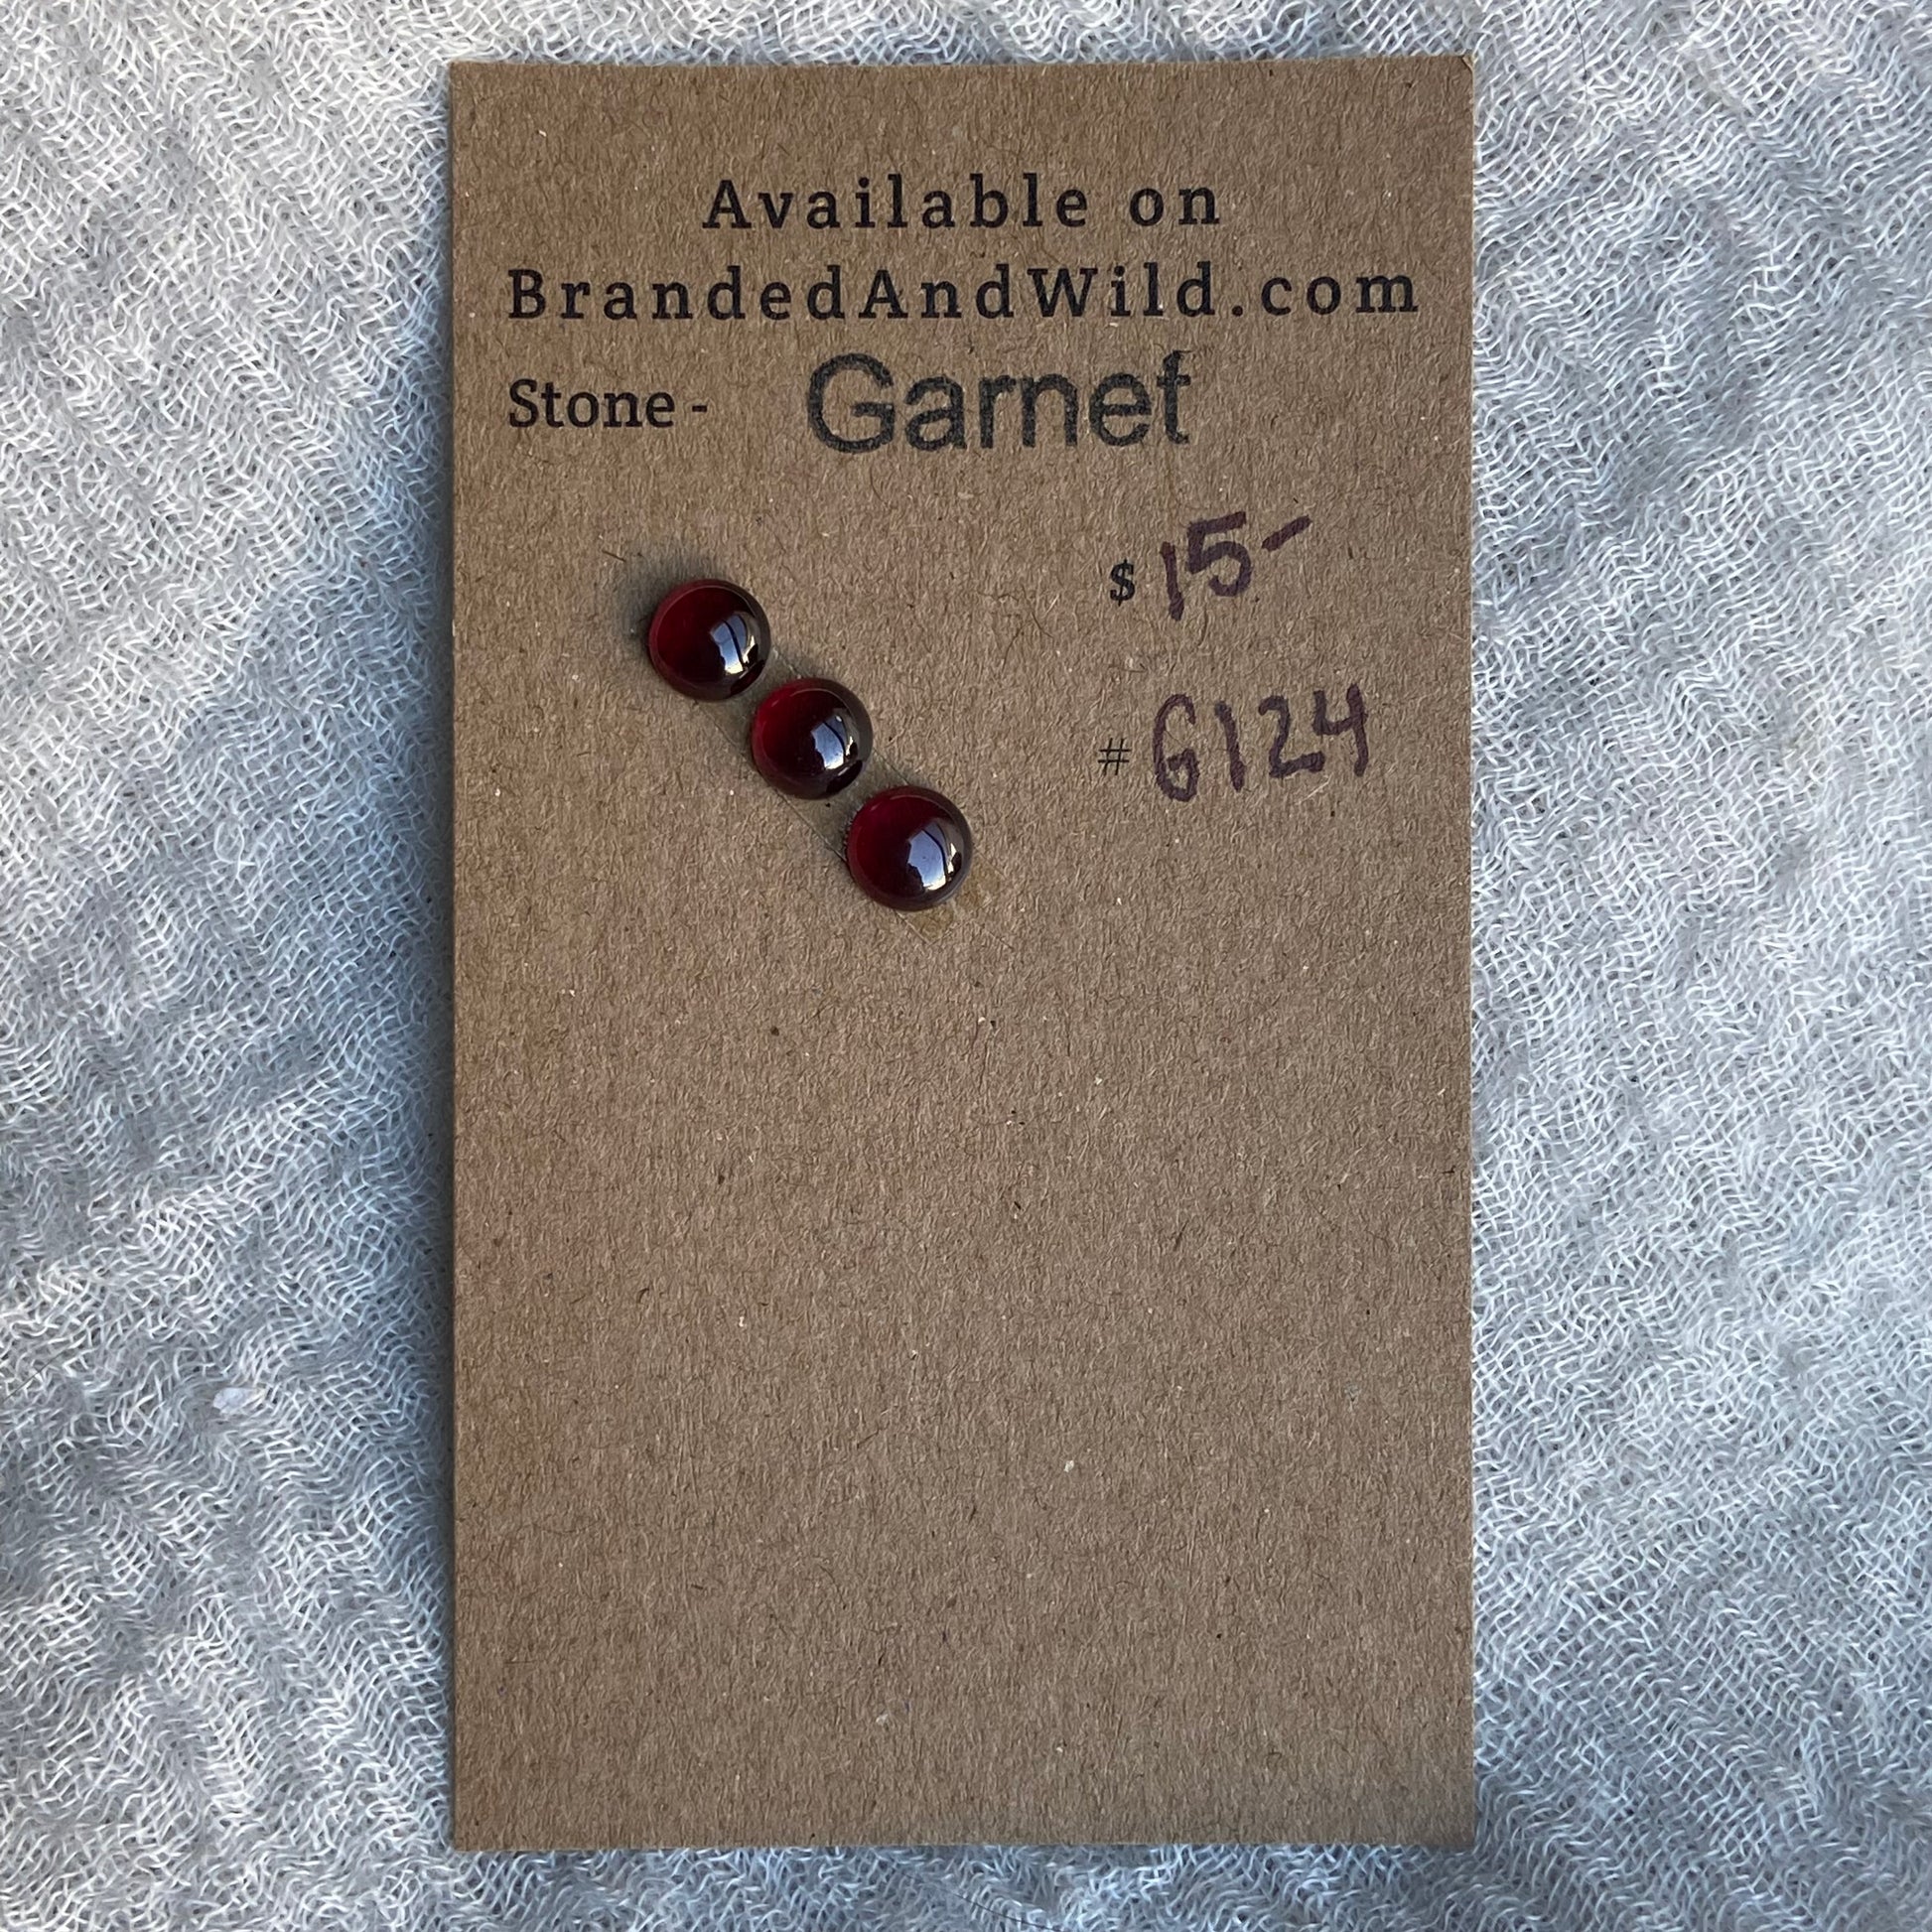 Available on
BrandedAndWild.com
Stone - Garnet
$ 15-
# G124